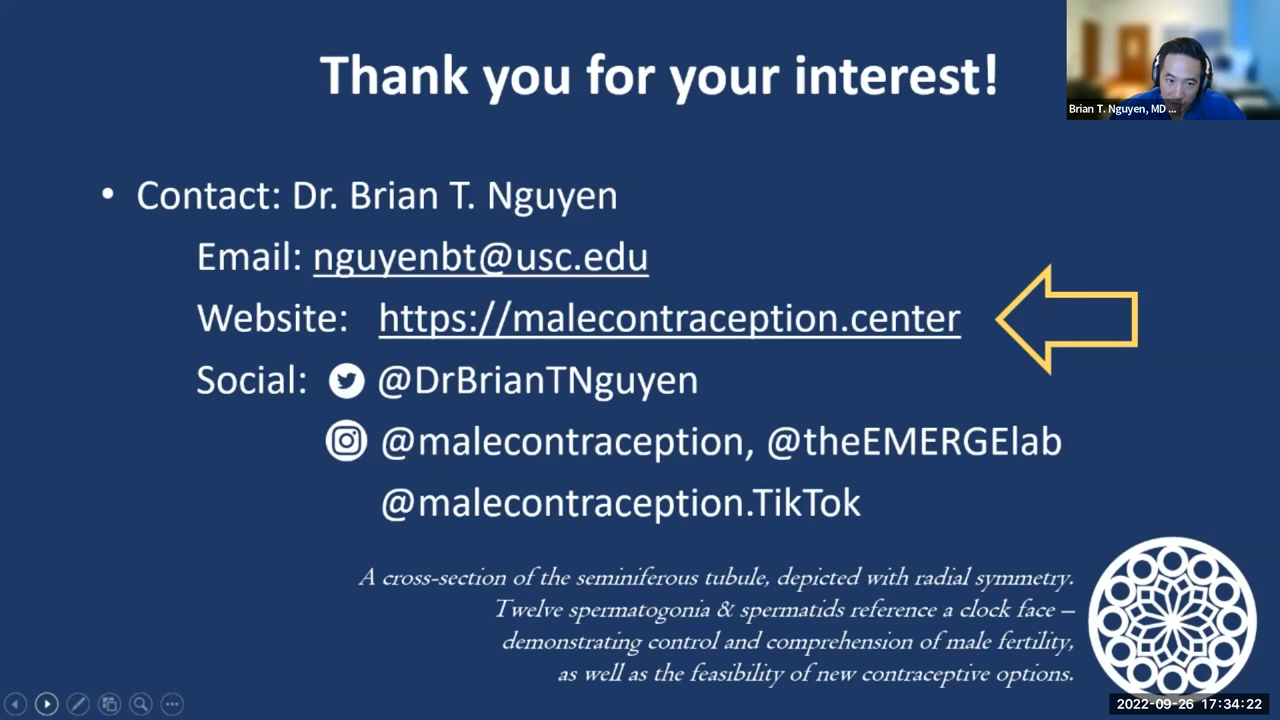 Thank you for your interest!
Brian T. Nguyen, MD ...
• Contact: Dr. Brian T. Nguyen
Email: nguyenbt@usc.edu
Website: https://malecontraception.center
Social: @DrBrianTNguyen
@malecontraception, @theEMERGElab
@malecontraception.TikTok
A cross-section of the seminiferous tubule, depicted with radial symmetry.
Twelve spermatogonia & spermatids reference a clock face –
demonstrating control and comprehension of male fertility,
as well as the feasibility of new contraceptive options.
2022-09-26 17:34:22